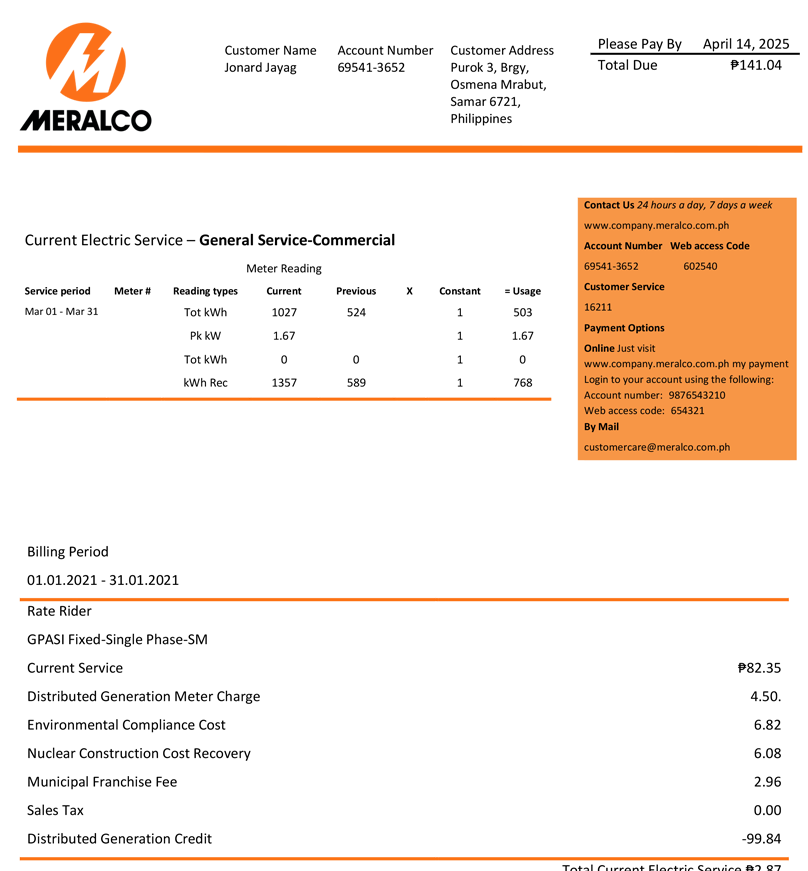 MERALCO
Customer Name Account Number Customer Address
Jonard Jayag 69541-3652 Purok 3, Brgy,
Osmena Mrabut,
Samar 6721,
Philippines
Please Pay By April 14, 2025
Total Due ₱141.04
Contact Us 24 hours a day, 7 days a week
www.company.meralco.com.ph
Account Number Web access Code
69541-3652 602540
Customer Service
16211
Payment Options
Online Just visit
www.company.meralco.com.ph my payment
Login to your account using the following:
Account number: 9876543210
Web access code: 654321
By Mail
customercare@meralco.com.ph
Current Electric Service – General Service-Commercial
Meter Reading
Service period Meter # Reading types Current Previous X Constant = Usage
Mar 01 - Mar 31 Tot kWh 1027 524 1 503
Pk kW 1.67 1 1.67
Tot kWh 0 0 1 0
kWh Rec 1357 589 1 768
Billing Period
01.01.2021 - 31.01.2021
Rate Rider
GPASI Fixed-Single Phase-SM
Current Service ₱82.35
Distributed Generation Meter Charge 4.50.
Environmental Compliance Cost 6.82
Nuclear Construction Cost Recovery 6.08
Municipal Franchise Fee 2.96
Sales Tax 0.00
Distributed Generation Credit -99.84
Total Current Electric Service ₱2.87